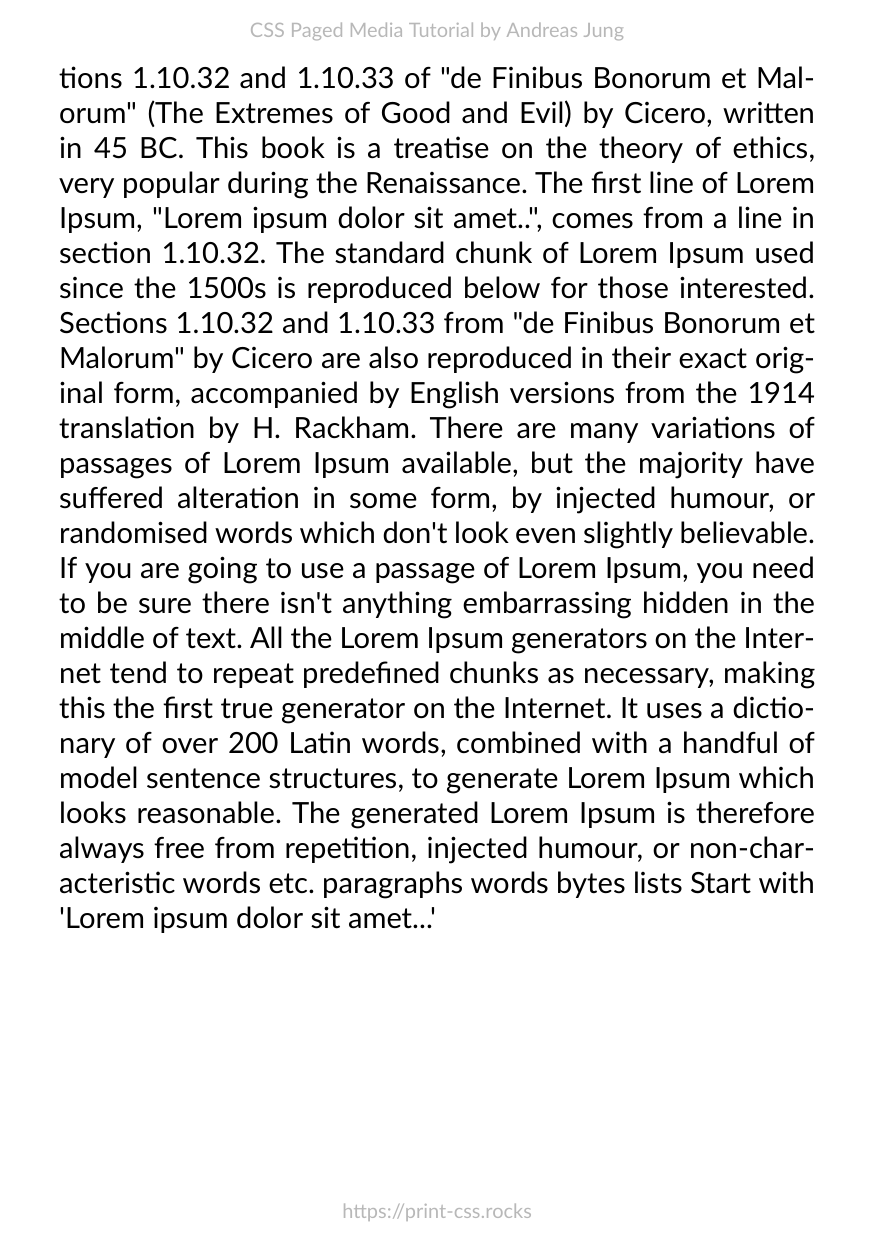 CSS Paged Media Tutorial by Andreas Jung
tions 1.10.32 and 1.10.33 of "de Finibus Bonorum et Mal-
orum" (The Extremes of Good and Evil) by Cicero, written
in 45 BC. This book is a treatise on the theory of ethics,
very popular during the Renaissance. The first line of Lorem
Ipsum, "Lorem ipsum dolor sit amet..", comes from a line in
section 1.10.32. The standard chunk of Lorem Ipsum used
since the 1500s is reproduced below for those interested.
Sections 1.10.32 and 1.10.33 from "de Finibus Bonorum et
Malorum" by Cicero are also reproduced in their exact orig-
inal form, accompanied by English versions from the 1914
translation by H. Rackham. There are many variations of
passages of Lorem Ipsum available, but the majority have
suffered alteration in some form, by injected humour, or
randomised words which don't look even slightly believable.
If you are going to use a passage of Lorem Ipsum, you need
to be sure there isn't anything embarrassing hidden in the
middle of text. All the Lorem Ipsum generators on the Inter-
net tend to repeat predefined chunks as necessary, making
this the first true generator on the Internet. It uses a dictio-
nary of over 200 Latin words, combined with a handful of
model sentence structures, to generate Lorem Ipsum which
looks reasonable. The generated Lorem Ipsum is therefore
always free from repetition, injected humour, or non-char-
acteristic words etc. paragraphs words bytes lists Start with
'Lorem ipsum dolor sit amet...'
https://print-css.rocks